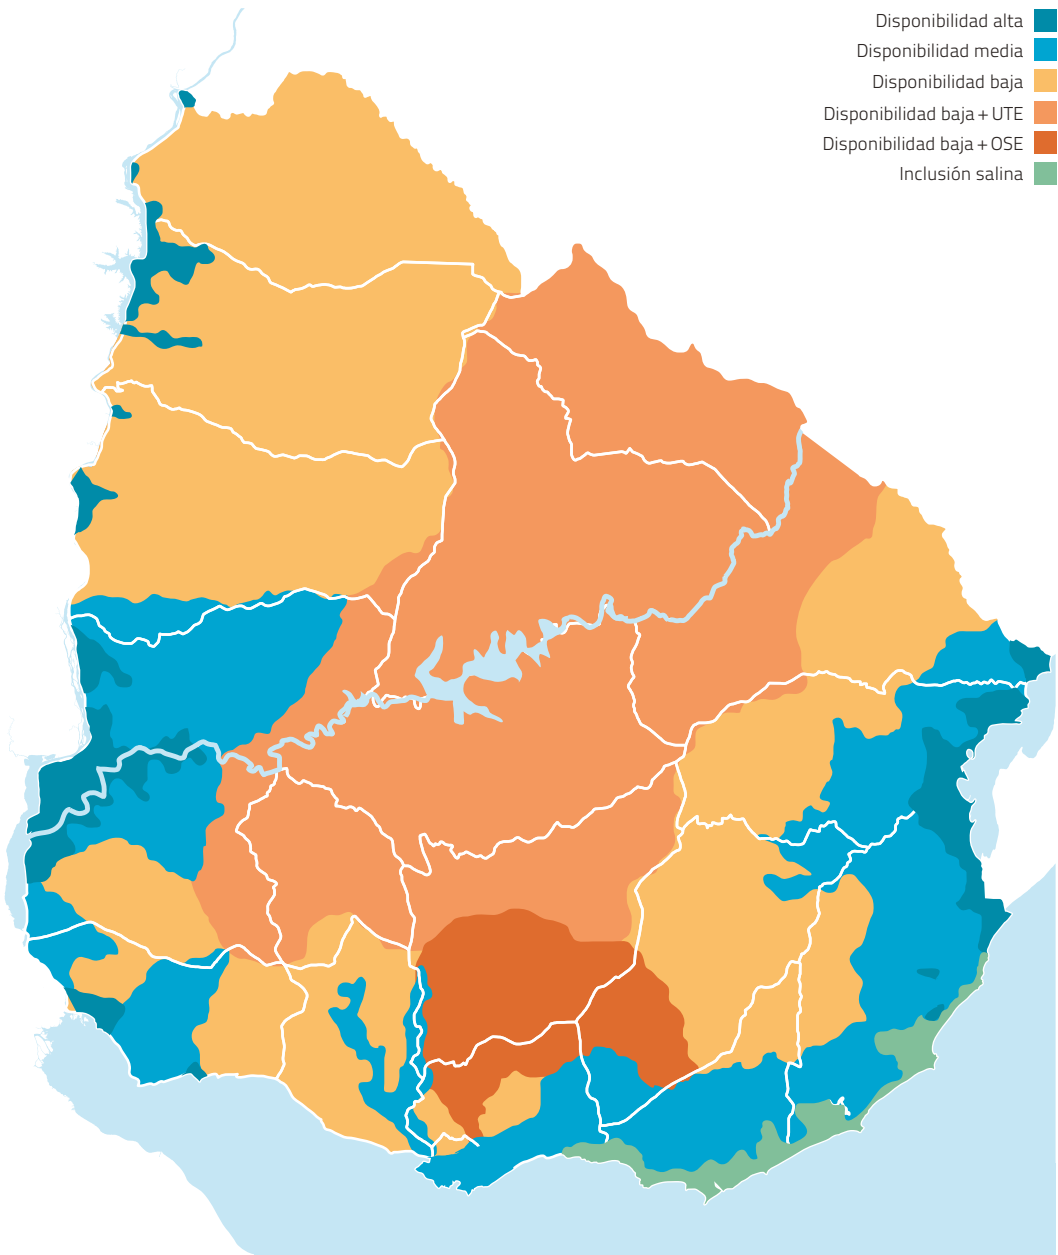 Disponibilidad alta
Disponibilidad media
Disponibilidad baja
Disponibilidad baja + UTE
Disponibilidad baja + OSE
Inclusión salina